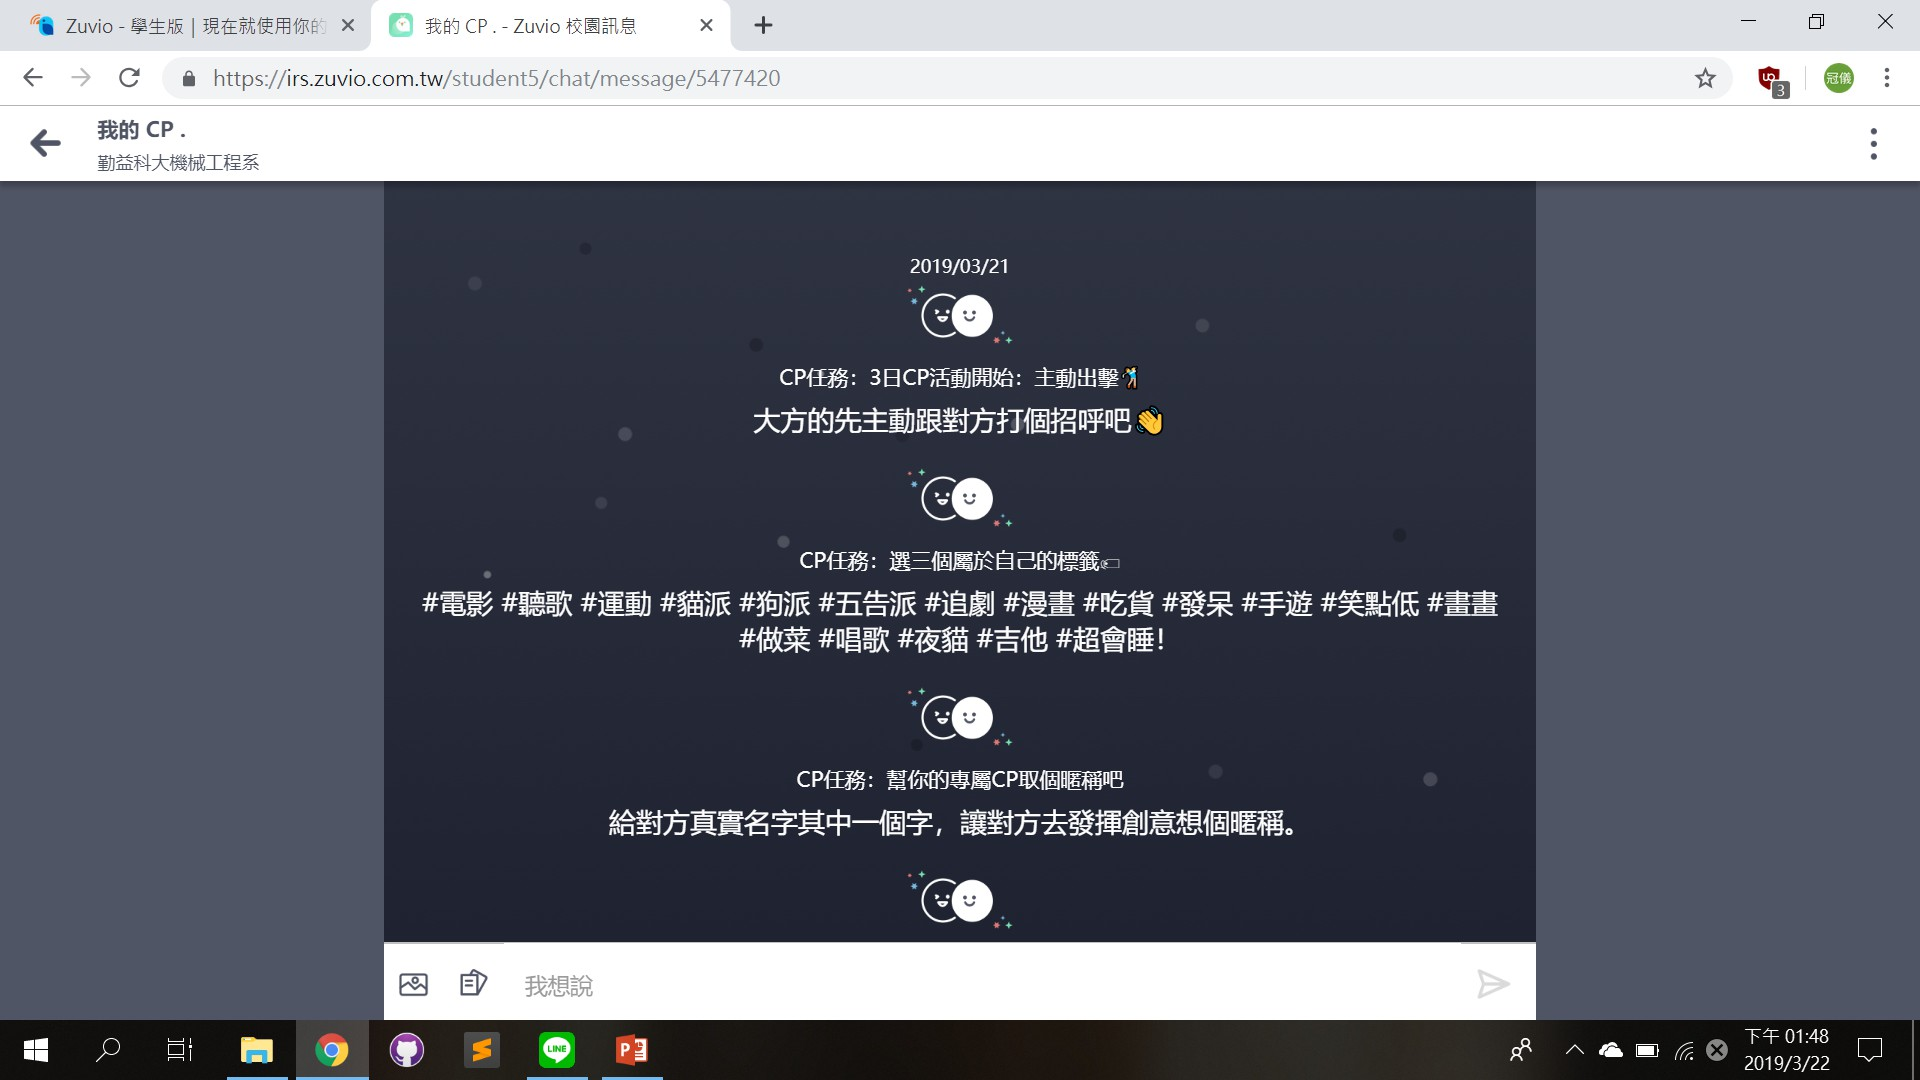 Zuvio - 學生版 | 現在就使用你的
我的 CP . - Zuvio 校園訊息
https://irs.zuvio.com.tw/student5/chat/message/5477420
3
冠儀
我的 CP .
勤益科大機械工程系
2019/03/21
CP任務：3日CP活動開始：主動出擊🏌
大方的先主動跟對方打個招呼吧👋
CP任務：選三個屬於自己的標籤🏷
#電影 #聽歌 #運動 #貓派 #狗派 #五告派 #追劇 #漫畫 #吃貨 #發呆 #手遊 #笑點低 #畫畫
#做菜 #唱歌 #夜貓 #吉他 #超會睡！
CP任務：幫你的專屬CP取個暱稱吧
給對方真實名字其中一個字，讓對方去發揮創意想個暱稱。
我想說
LINE
下午 01:48
2019/3/22